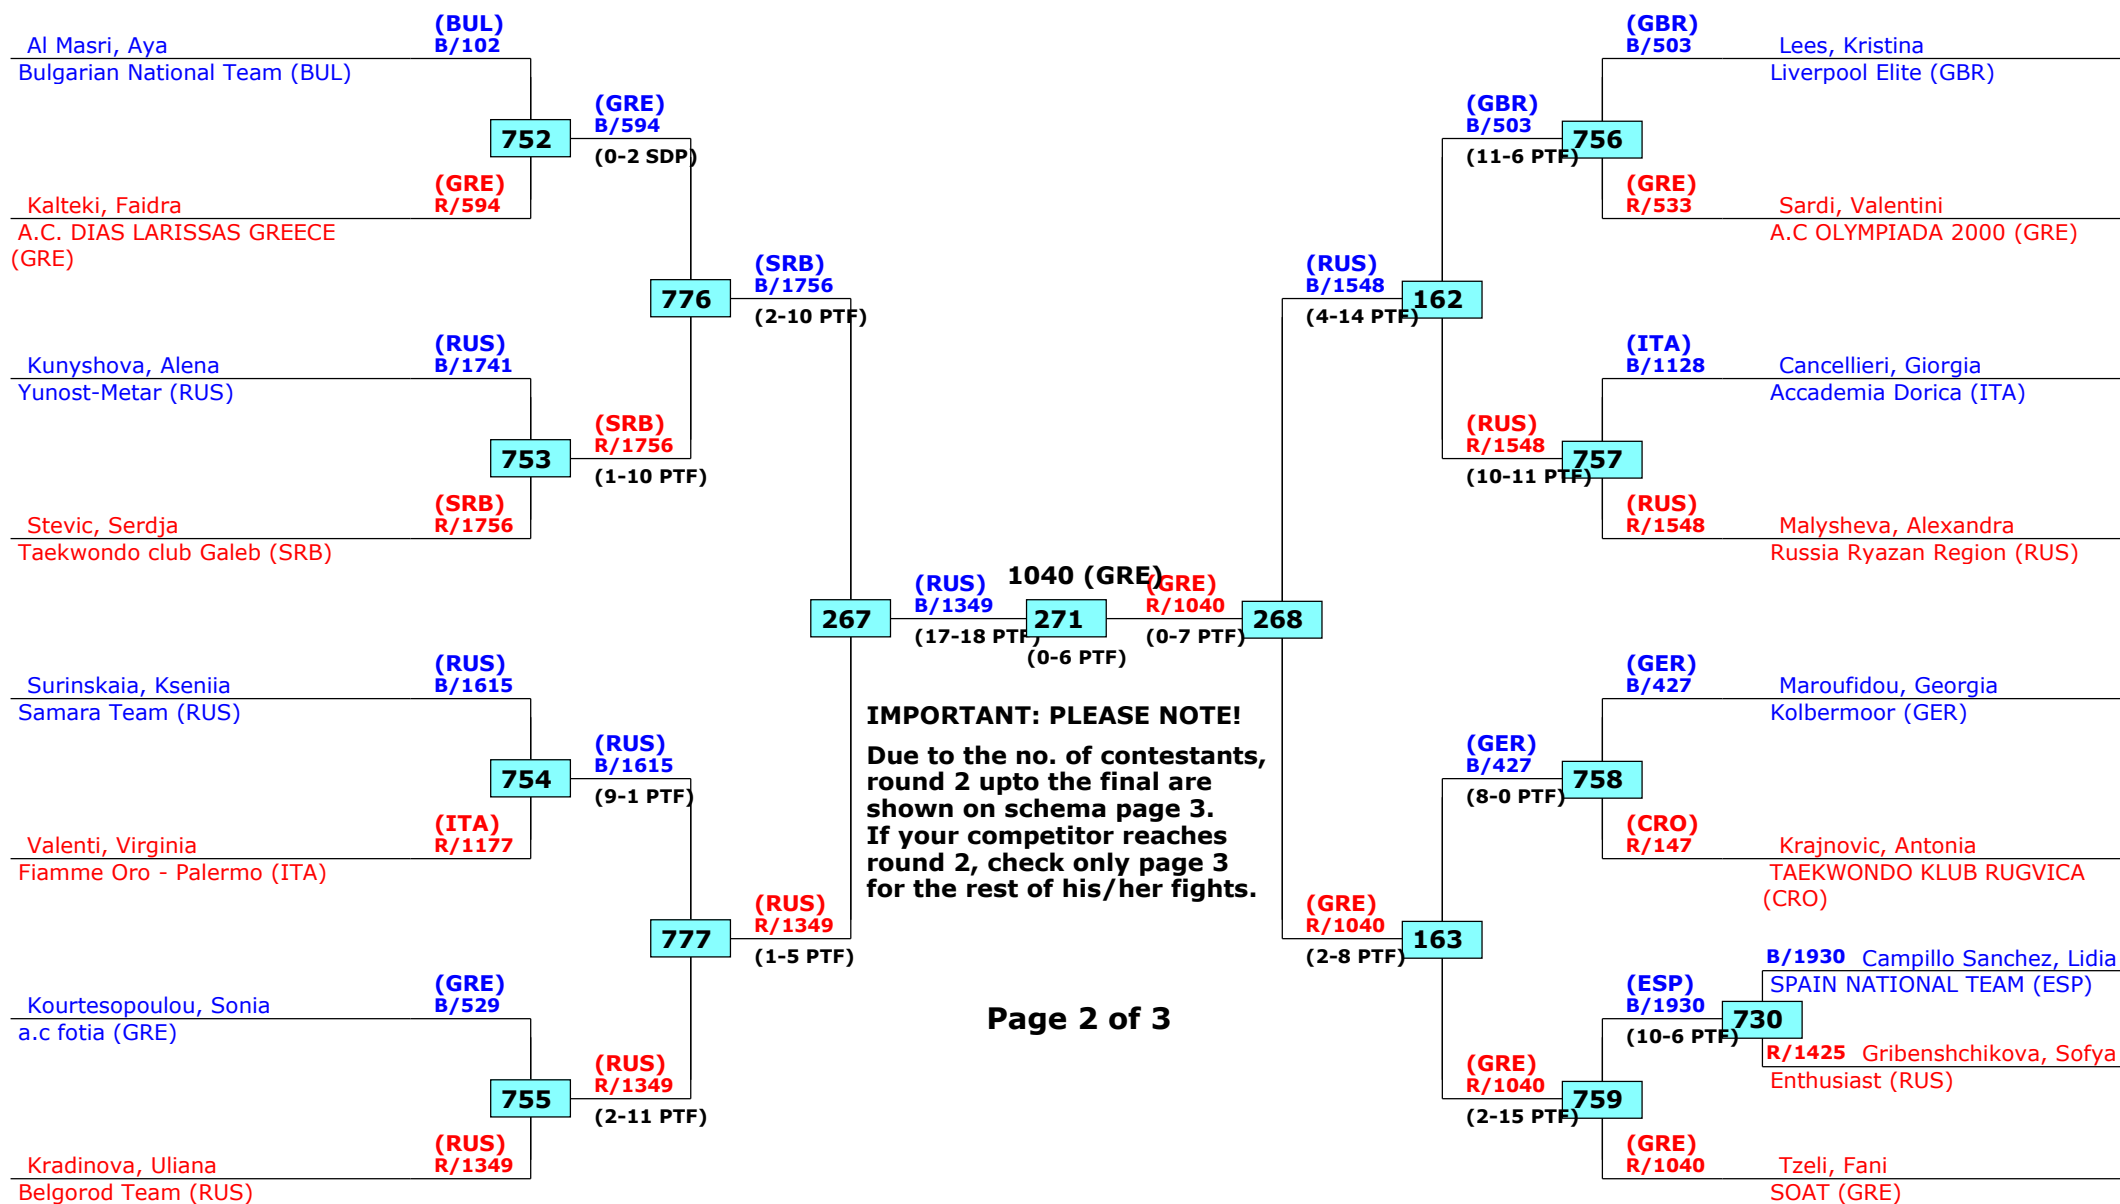 (BUL)
Al Masri, Aya B/102
Bulgarian National Team (BUL)
752
(GRE)
Kalteki, Faidra R/594
A.C. DIAS LARISSAS GREECE
(GRE)
(GRE)
B/594
(0-2 SDP)
776
(RUS)
Kunyshova, Alena B/1741
Yunost-Metar (RUS)
753
(SRB)
Stevic, Serdja R/1756
Taekwondo club Galeb (SRB)
(SRB)
R/1756
(1-10 PTF)
(SRB)
B/1756
(2-10 PTF)
267
(RUS)
Surinskaia, Kseniia B/1615
Samara Team (RUS)
754
(ITA)
Valenti, Virginia R/1177
Fiamme Oro - Palermo (ITA)
(RUS)
B/1615
(9-1 PTF)
777
(GRE)
Kourtesopoulou, Sonia B/529
a.c fotia (GRE)
755
(RUS)
Kradinova, Uliana R/1349
Belgorod Team (RUS)
(RUS)
R/1349
(2-11 PTF)
(RUS)
R/1349
(1-5 PTF)
(RUS)
B/1349
(17-18 PTF)
1040 (GRE)
271
(0-6 PTF)
(GRE)
R/1040
(0-7 PTF)
268
IMPORTANT: PLEASE NOTE!
Due to the no. of contestants,
round 2 upto the final are
shown on schema page 3.
If your competitor reaches
round 2, check only page 3
for the rest of his/her fights.
Page 2 of 3
(RUS)
B/1548
(4-14 PTF)
162
(GBR)
B/503
(11-6 PTF)
756
(GBR)
B/503 Lees, Kristina
Liverpool Elite (GBR)
(GRE)
R/533 Sardi, Valentini
A.C OLYMPIADA 2000 (GRE)
(RUS)
R/1548
(10-11 PTF)
757
(ITA)
B/1128 Cancellieri, Giorgia
Accademia Dorica (ITA)
(RUS)
R/1548 Malysheva, Alexandra
Russia Ryazan Region (RUS)
(GRE)
R/1040
(2-8 PTF)
163
(GER)
B/427
(8-0 PTF)
758
(GER)
B/427 Maroufidou, Georgia
Kolbermoor (GER)
(CRO)
R/147 Krajnovic, Antonia
TAEKWONDO KLUB RUGVICA
(CRO)
(GRE)
R/1040
(2-15 PTF)
759
(ESP)
B/1930
(10-6 PTF)
730
B/1930 Campillo Sanchez, Lidia
SPAIN NATIONAL TEAM (ESP)
R/1425 Gribenshchikova, Sofya
Enthusiast (RUS)
(GRE)
R/1040 Tzeli, Fani
SOAT (GRE)